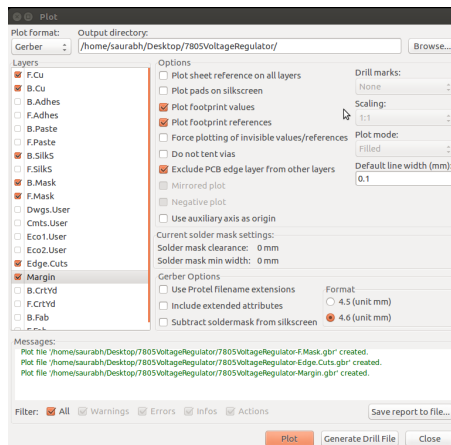 Plot
Plot format:
Output directory:
Gerber
/home/saurabh/Desktop/7805VoltageRegulator/
Browse...
Layers
F.Cu
B.Cu
B.Adhes
F.Adhes
B.Paste
F.Paste
B.SilkS
F.SilkS
B.Mask
F.Mask
Dwgs.User
Cmts.User
Eco1.User
Eco2.User
Edge.Cuts
Margin
B.CrtYd
F.CrtYd
B.Fab
F.Fab
Options
Plot sheet reference on all layers
Plot pads on silkscreen
Plot footprint values
Plot footprint references
Force plotting of invisible values/references
Do not tent vias
Exclude PCB edge layer from other layers
Mirrored plot
Negative plot
Use auxiliary axis as origin
Drill marks:
None
Scaling:
1:1
Plot mode:
Filled
Default line width (mm):
0.1
Current solder mask settings:
Solder mask clearance: 0 mm
Solder mask min width: 0 mm
Gerber Options
Use Protel filename extensions
Include extended attributes
Subtract soldermask from silkscreen
Format
4.5 (unit mm)
4.6 (unit mm)
Messages:
Plot file '/home/saurabh/Desktop/7805VoltageRegulator/7805VoltageRegulator-F.Mask.gbr' created.
Plot file '/home/saurabh/Desktop/7805VoltageRegulator/7805VoltageRegulator-Edge.Cuts.gbr' created.
Plot file '/home/saurabh/Desktop/7805VoltageRegulator/7805VoltageRegulator-Margin.gbr' created.
Filter:
All
Warnings
Errors
Infos
Actions
Save report to file...
Plot
Generate Drill File
Close